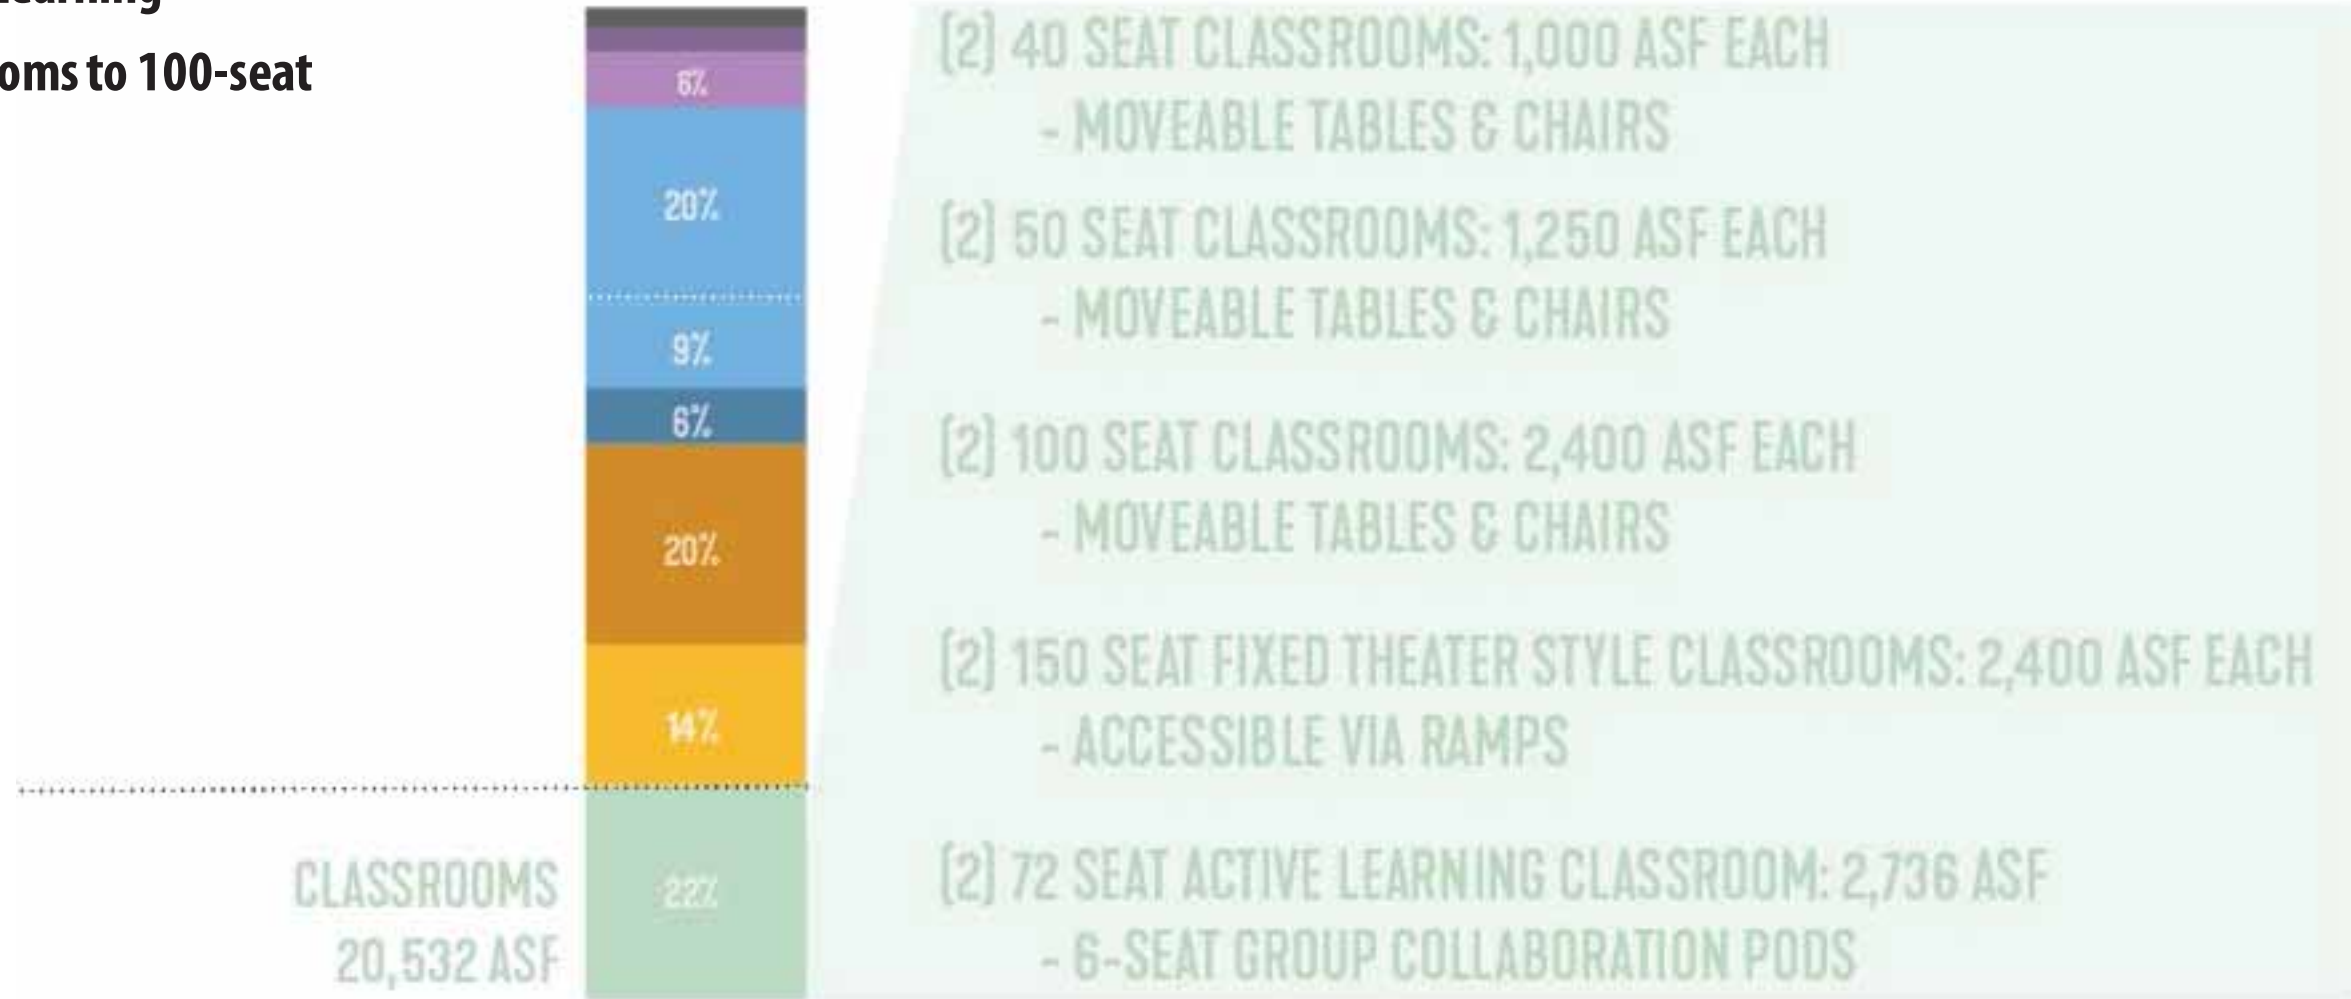 earning
oms to 100-seat
6%
20%
9%
6%
20%
14%
22%
CLASSROOMS
20,532 ASF
(2) 40 SEAT CLASSROOMS: 1,000 ASF EACH
- MOVEABLE TABLES & CHAIRS
(2) 50 SEAT CLASSROOMS: 1,250 ASF EACH
- MOVEABLE TABLES & CHAIRS
(2) 100 SEAT CLASSROOMS: 2,400 ASF EACH
- MOVEABLE TABLES & CHAIRS
(2) 150 SEAT FIXED THEATER STYLE CLASSROOMS: 2,400 ASF EACH
- ACCESSIBLE VIA RAMPS
(2) 72 SEAT ACTIVE LEARNING CLASSROOM: 2,736 ASF
- 6-SEAT GROUP COLLABORATION PODS